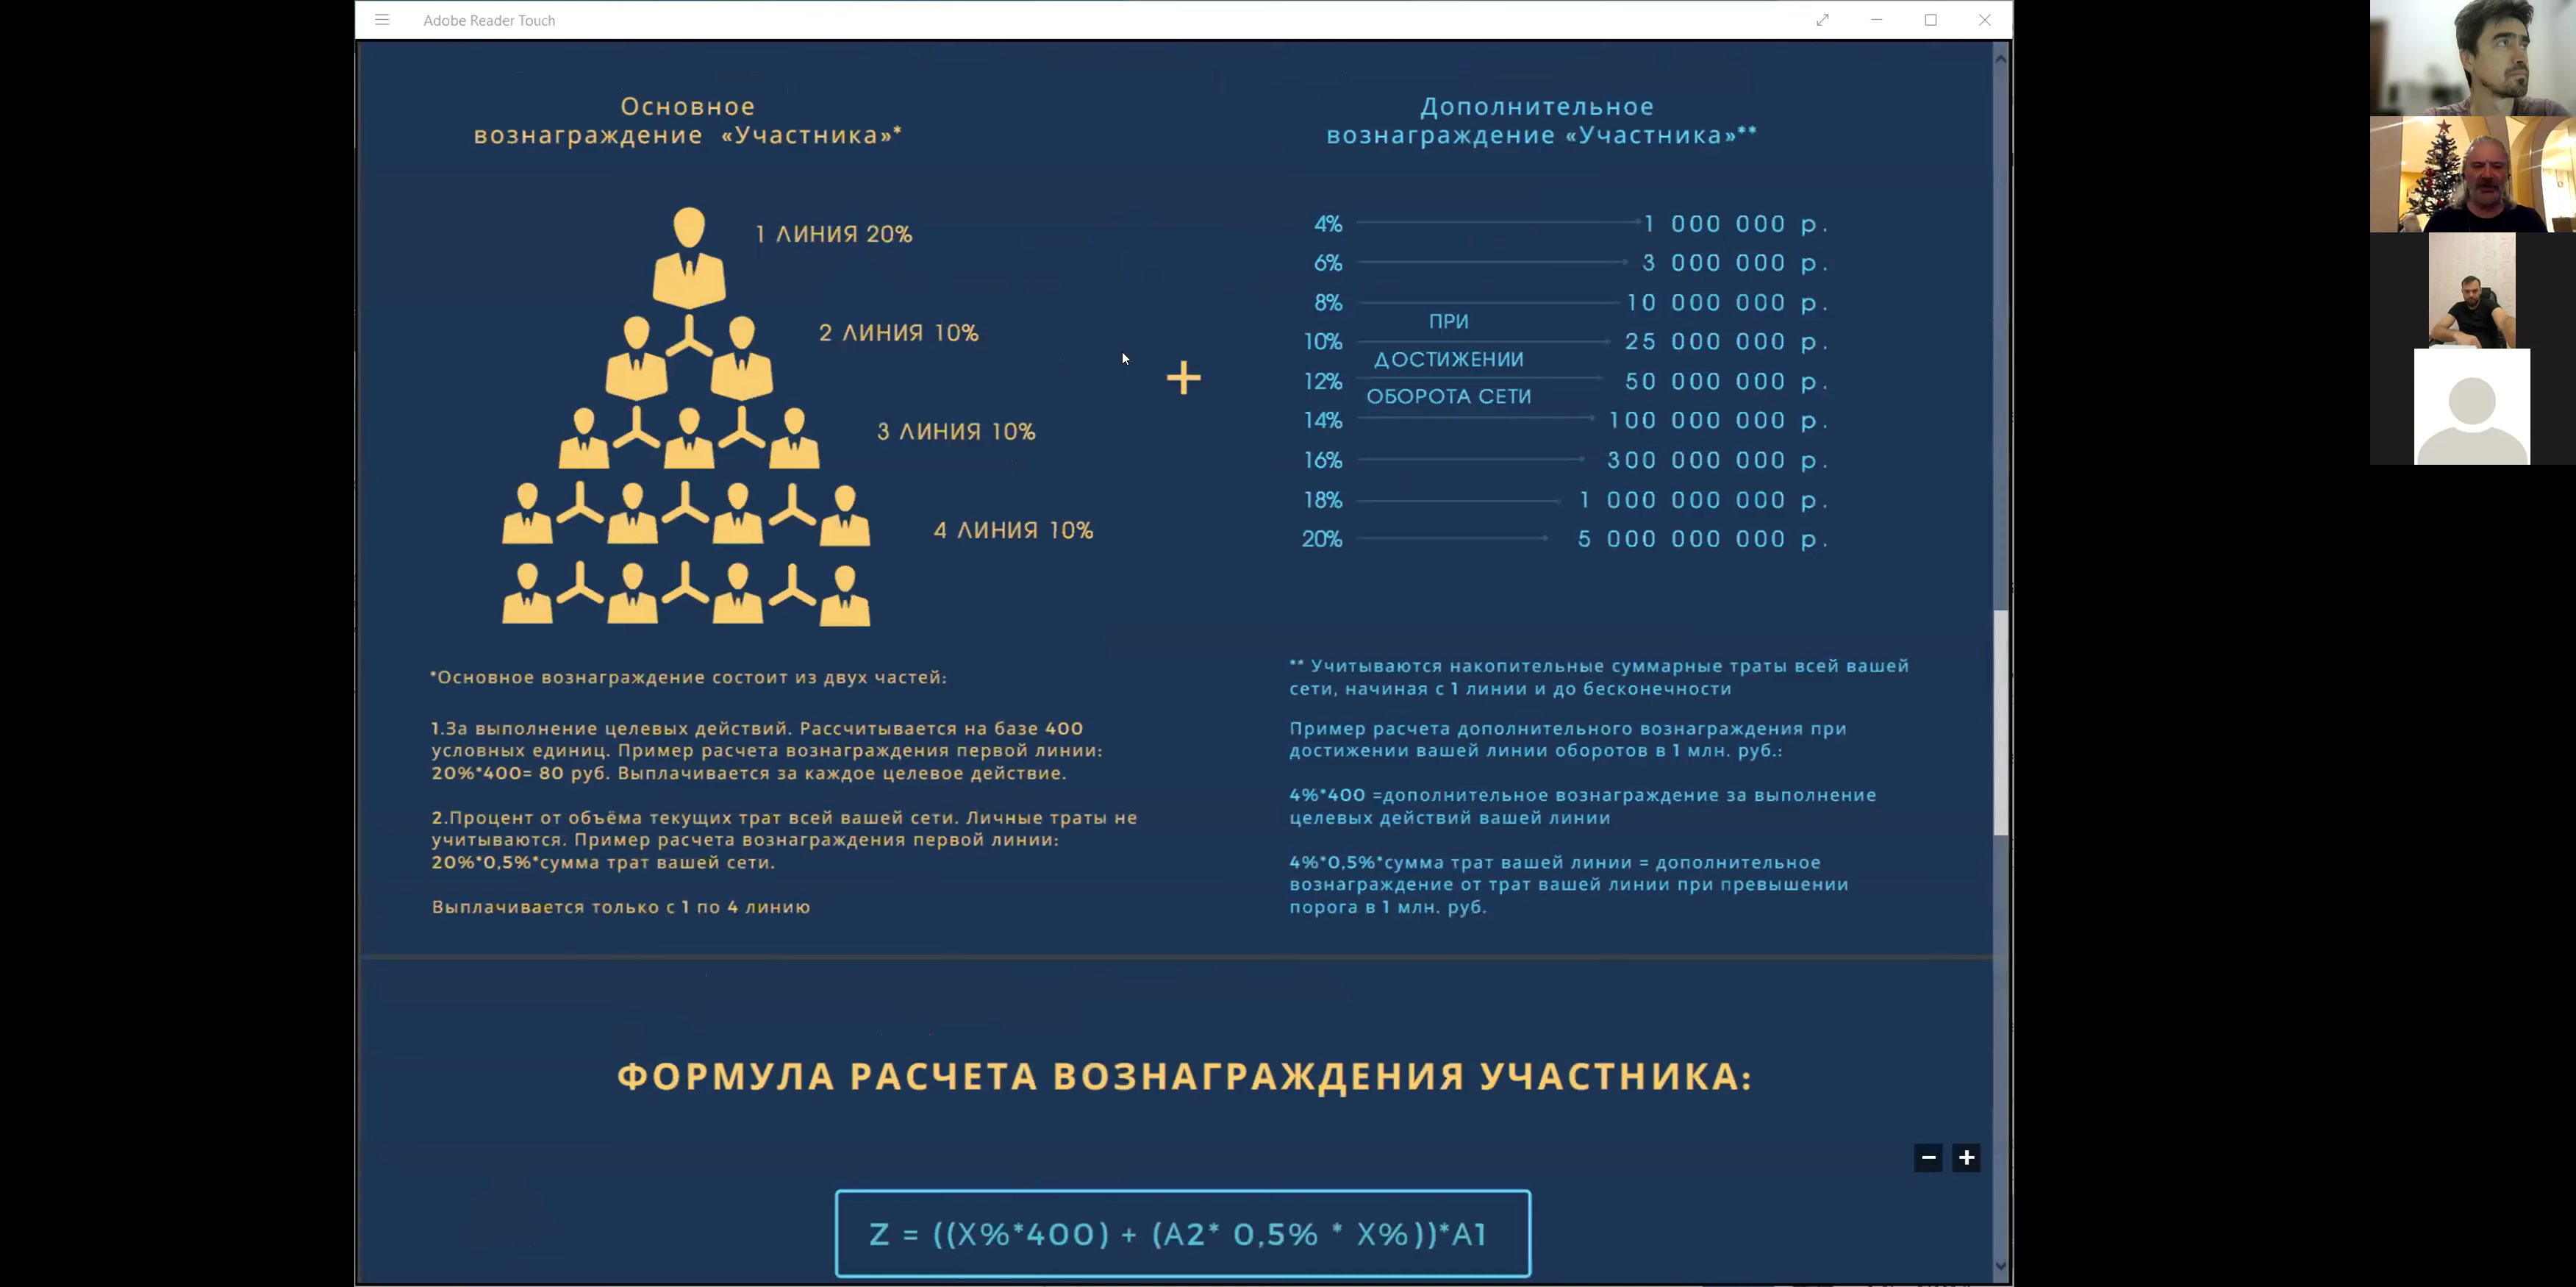 Adobe Reader Touch
Основное
вознаграждение «Участника»*
1 ЛИНИЯ 20%
2 ЛИНИЯ 10%
3 ЛИНИЯ 10%
4 ЛИНИЯ 10%
*Основное вознаграждение состоит из двух частей:
1.За выполнение целевых действий. Рассчитывается на базе 400
условных единиц. Пример расчета вознаграждения первой линии:
20%*400= 80 руб. Выплачивается за каждое целевое действие.
2.Процент от объёма текущих трат всей вашей сети. Личные траты не
учитываются. Пример расчета вознаграждения первой линии:
20%*0,5%*сумма трат вашей сети.
Выплачивается только с 1 по 4 линию
+
Дополнительное
вознаграждение «Участника»**
4% 1 000 000 р.
6% 3 000 000 р.
8% 10 000 000 р.
ПРИ
10% 25 000 000 р.
ДОСТИЖЕНИИ
12% 50 000 000 р.
ОБОРОТА СЕТИ
14% 100 000 000 р.
16% 300 000 000 р.
18% 1 000 000 000 р.
20% 5 000 000 000 р.
** Учитываются накопительные суммарные траты всей вашей
сети, начиная с 1 линии и до бесконечности
Пример расчета дополнительного вознаграждения при
достижении вашей линии оборотов в 1 млн. руб.:
4%*400 =дополнительное вознаграждение за выполнение
целевых действий вашей линии
4%*0,5%*сумма трат вашей линии = дополнительное
вознаграждение от трат вашей линии при превышении
порога в 1 млн. руб.
ФОРМУЛА РАСЧЕТА ВОЗНАГРАЖДЕНИЯ УЧАСТНИКА:
Z = ((X%*400) + (A2* 0,5% * X%))*A1